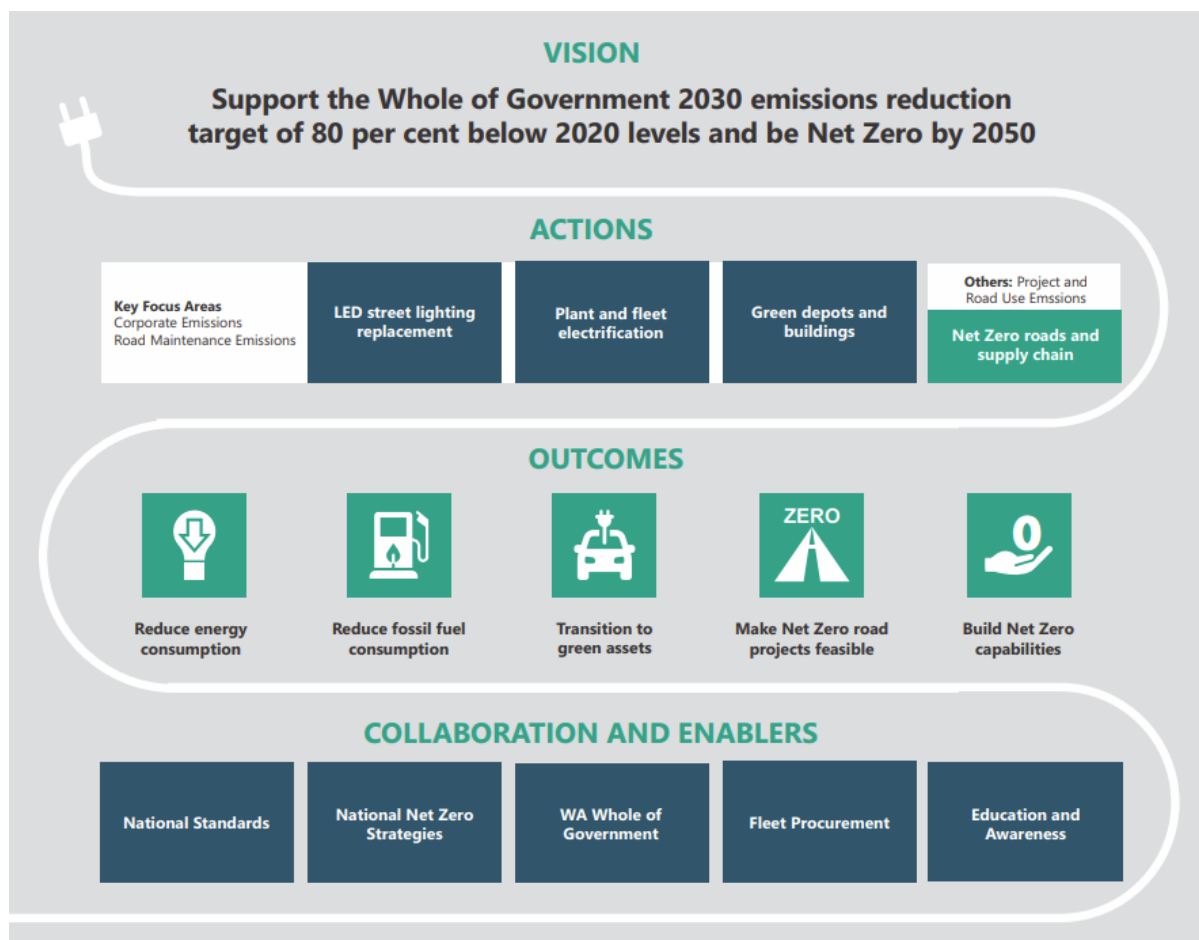 VISION
Support the Whole of Government 2030 emissions reduction
target of 80 per cent below 2020 levels and be Net Zero by 2050
ACTIONS
Key Focus Areas
Corporate Emissions
Road Maintenance Emissions
LED street lighting
replacement
Plant and fleet
electrification
Green depots and
buildings
Others: Project and
Road Use Emssions
Net Zero roads and
supply chain
OUTCOMES
Reduce energy
consumption
Reduce fossil fuel
consumption
Transition to
green assets
ZERO
Make Net Zero road
projects feasible
0
Build Net Zero
capabilities
COLLABORATION AND ENABLERS
National Standards
National Net Zero
Strategies
WA Whole of
Government
Fleet Procurement
Education and
Awareness